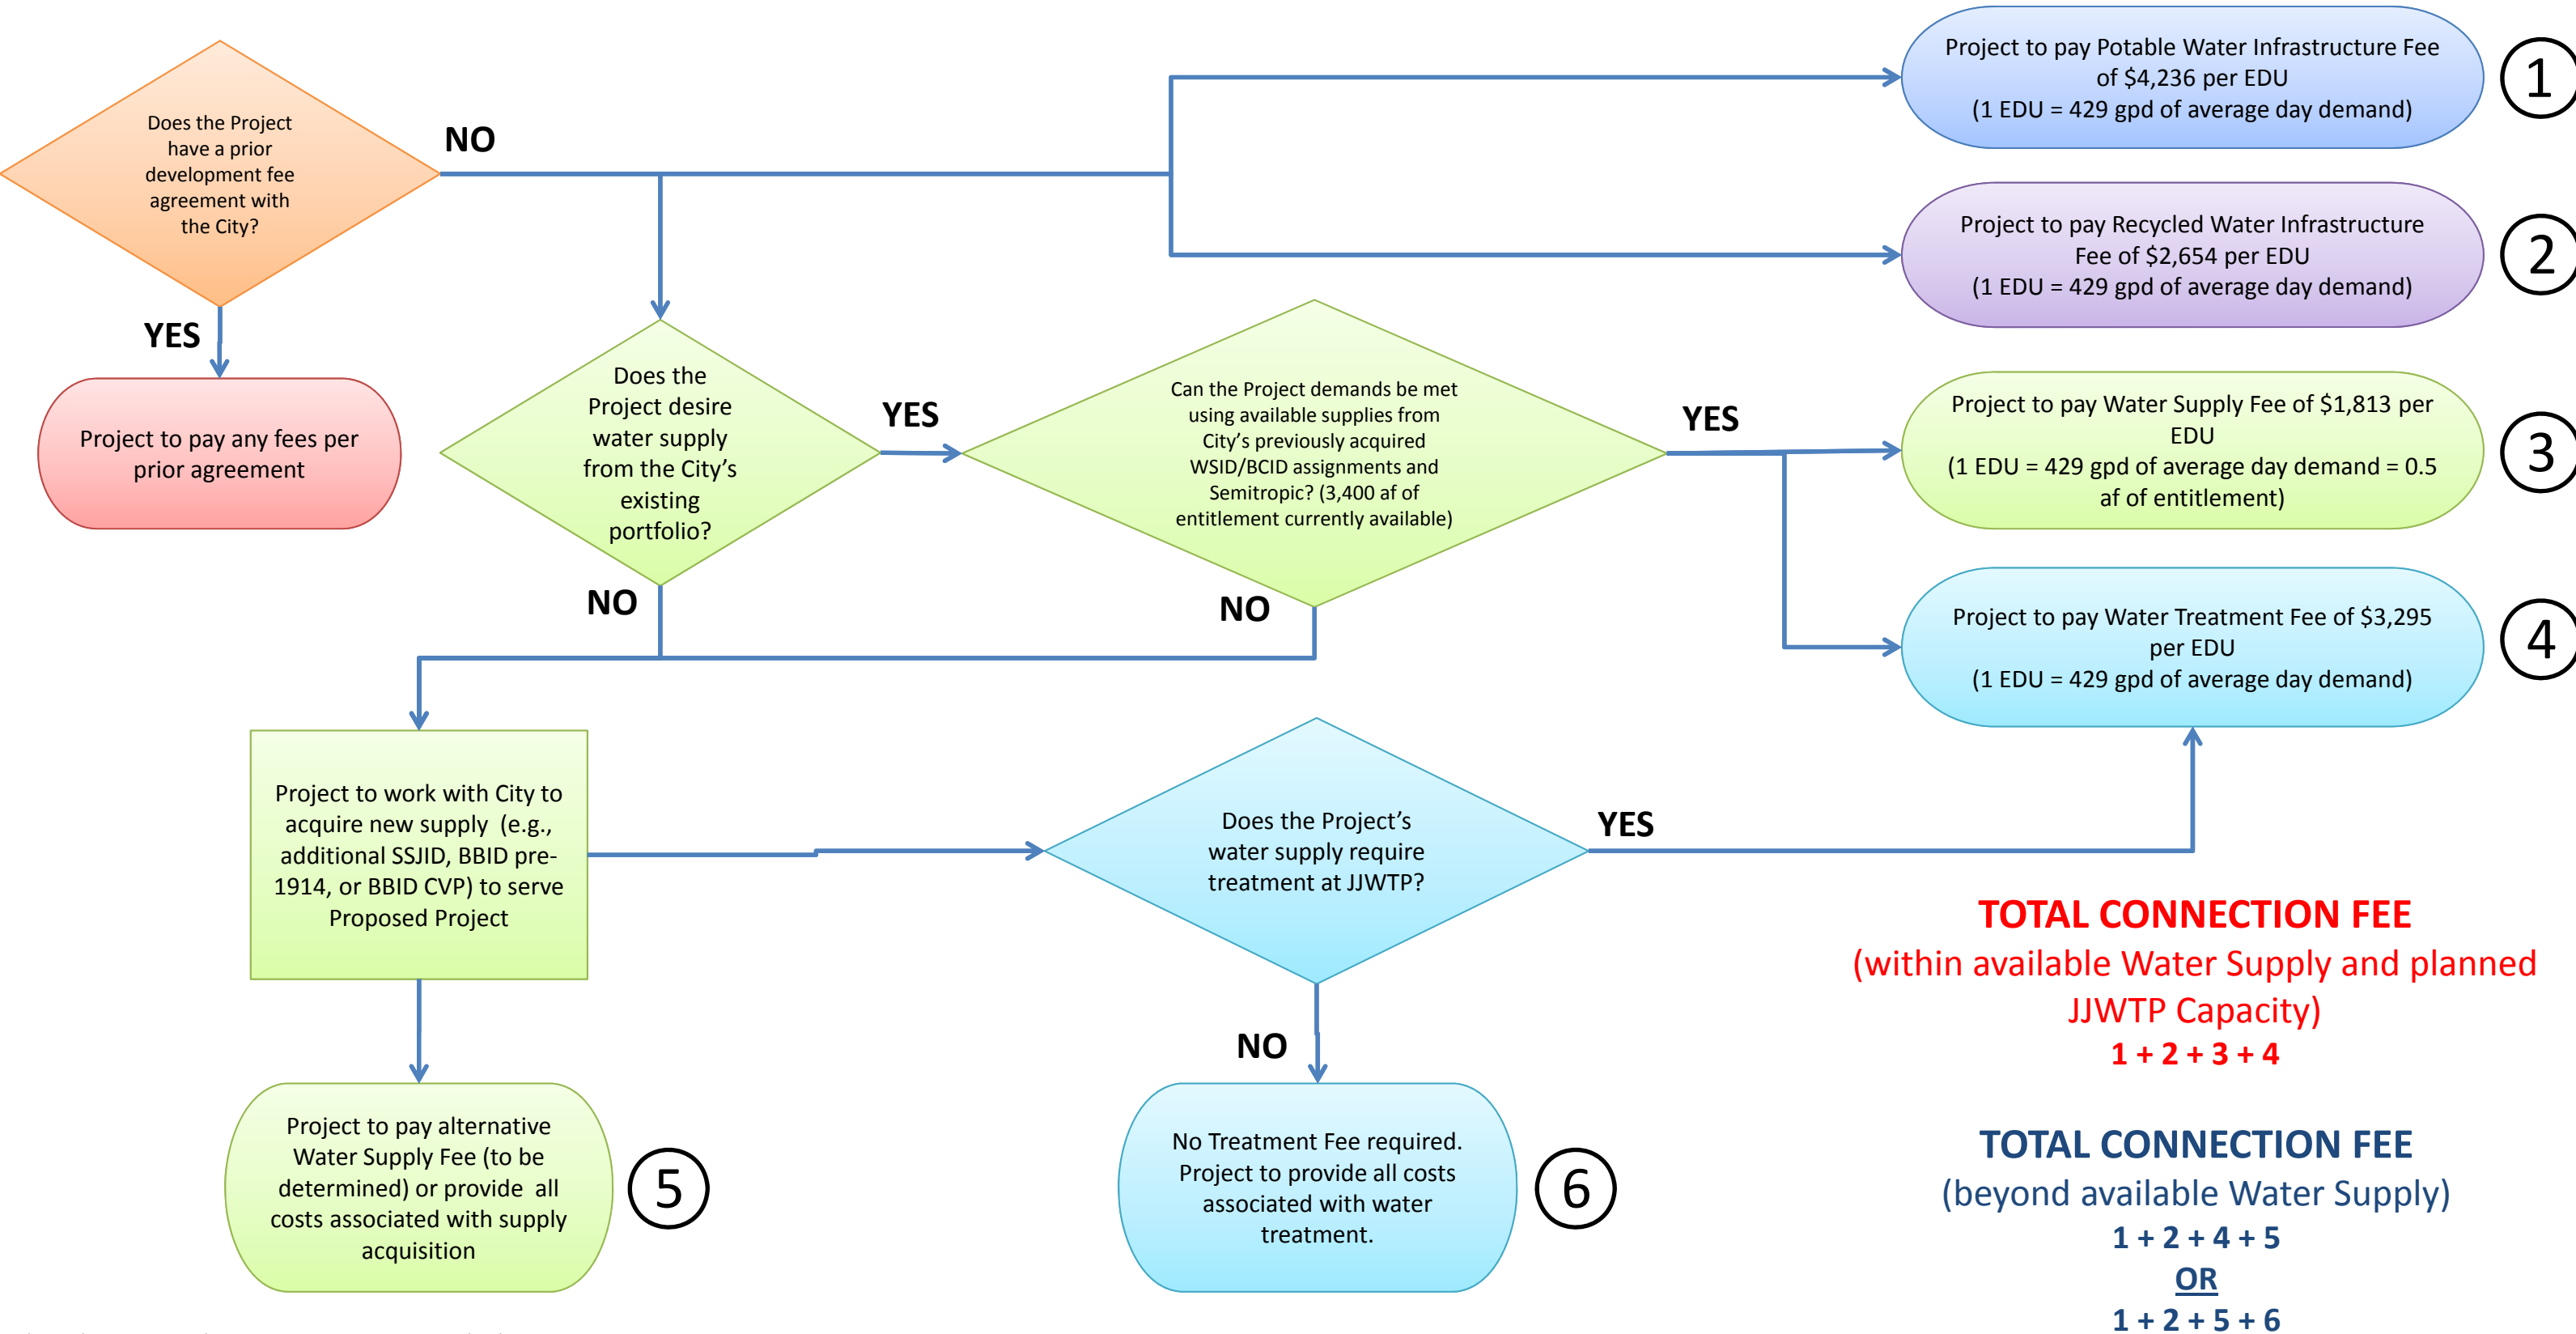 Does the Project
have a prior
development fee
agreement with
the City?
NO
YES
Project to pay any fees per
prior agreement
Project to pay Potable Water Infrastructure Fee
of $4,236 per EDU
(1 EDU = 429 gpd of average day demand)
1
Project to pay Recycled Water Infrastructure
Fee of $2,654 per EDU
(1 EDU = 429 gpd of average day demand)
2
Does the
Project desire
water supply
from the City’s
existing
portfolio?
YES
NO
Can the Project demands be met
using available supplies from
City’s previously acquired
WSID/BCID assignments and
Semitropic? (3,400 af of
entitlement currently available)
YES
NO
Project to pay Water Supply Fee of $1,813 per
EDU
(1 EDU = 429 gpd of average day demand = 0.5
af of entitlement)
3
Project to pay Water Treatment Fee of $3,295
per EDU
(1 EDU = 429 gpd of average day demand)
4
Project to work with City to
acquire new supply (e.g.,
additional SSJID, BBID pre-
1914, or BBID CVP) to serve
Proposed Project
Does the Project’s
water supply require
treatment at JJWTP?
YES
NO
Project to pay alternative
Water Supply Fee (to be
determined) or provide all
costs associated with supply
acquisition
5
No Treatment Fee required.
Project to provide all costs
associated with water
treatment.
6
TOTAL CONNECTION FEE
(within available Water Supply and planned
JJWTP Capacity)
1 + 2 + 3 + 4
TOTAL CONNECTION FEE
(beyond available Water Supply)
1 + 2 + 4 + 5
OR
1 + 2 + 5 + 6